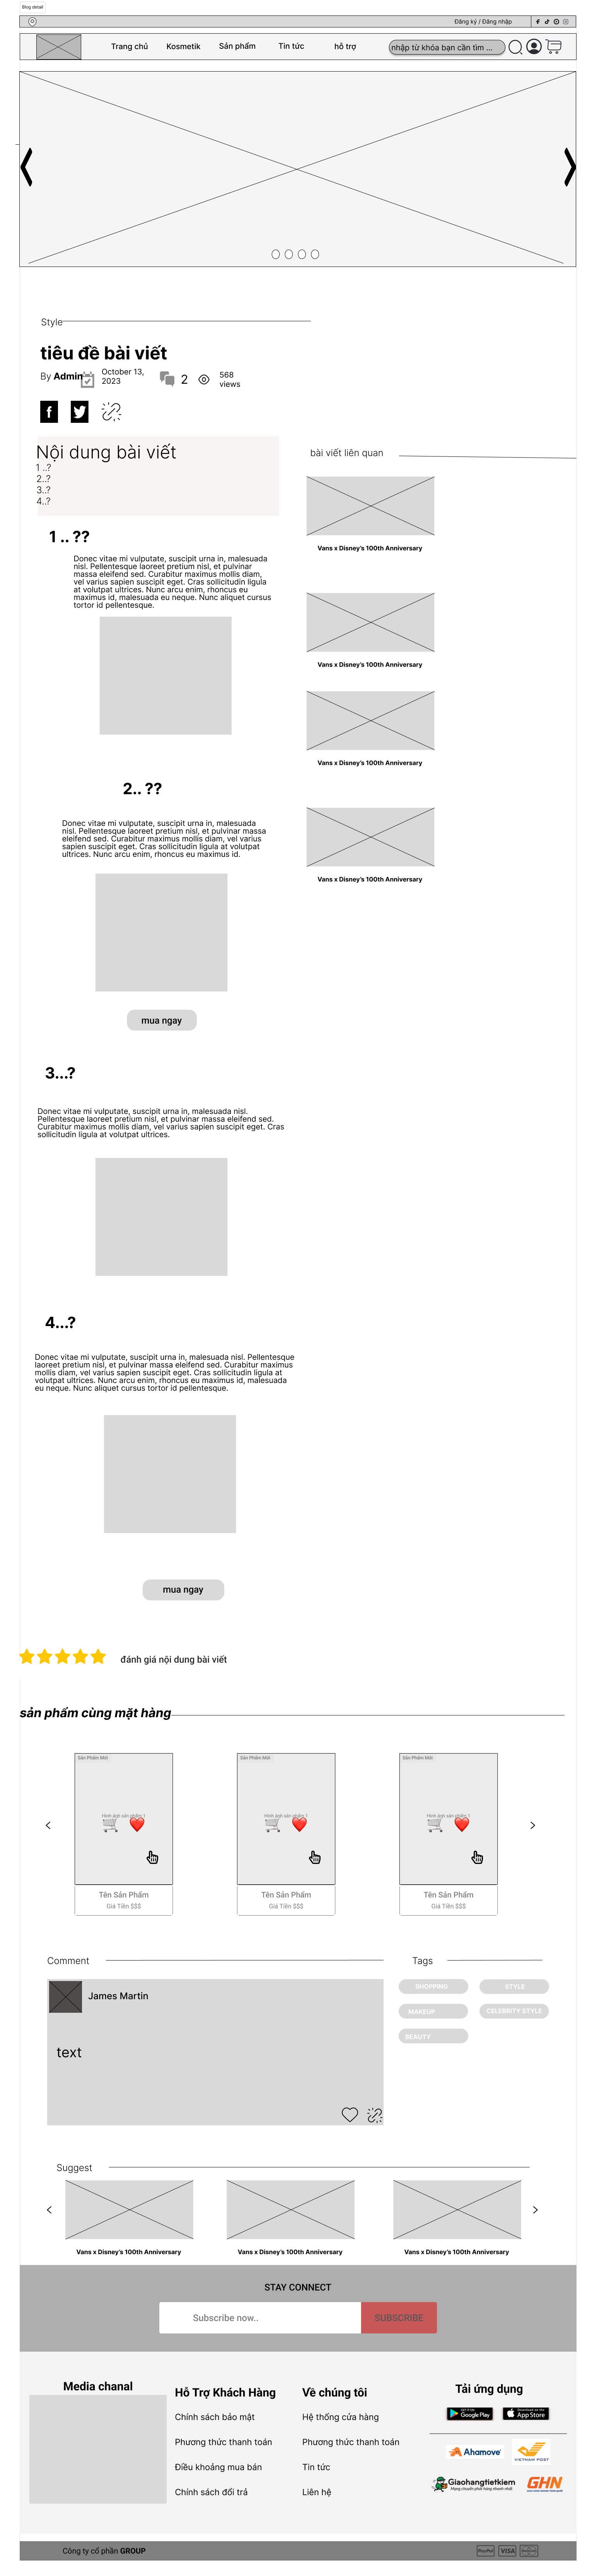 Blog detail
Đăng ký / Đăng nhập
Trang chủ
Kosmetik
Sản phẩm
Tin tức
hỗ trợ
nhập từ khóa bạn cần tìm ...
Style
tiêu đề bài viết
By Admin
October 13,
2023
2
568
views
Nội dung bài viết
1 ..?
2..?
3..?
4..?
bài viết liên quan
Vans x Disney's 100th Anniversary
Vans x Disney's 100th Anniversary
Vans x Disney's 100th Anniversary
Vans x Disney's 100th Anniversary
1 .. ??
Donec vitae mi vulputate, suscipit urna in, malesuada
nisl. Pellentesque laoreet pretium nisl, et pulvinar
massa eleifend sed. Curabitur maximus mollis diam,
vel varius sapien suscipit eget. Cras sollicitudin ligula
at volutpat ultrices. Nunc arcu enim, rhoncus eu
maximus id, malesuada eu neque. Nunc aliquet cursus
tortor id pellentesque.
2.. ??
Donec vitae mi vulputate, suscipit urna in, malesuada
nisl. Pellentesque laoreet pretium nisl, et pulvinar massa
eleifend sed. Curabitur maximus mollis diam, vel varius
sapien suscipit eget. Cras sollicitudin ligula at volutpat
ultrices. Nunc arcu enim, rhoncus eu maximus id.
mua ngay
3...?
Donec vitae mi vulputate, suscipit urna in, malesuada nisl.
Pellentesque laoreet pretium nisl, et pulvinar massa eleifend sed.
Curabitur maximus mollis diam, vel varius sapien suscipit eget. Cras
sollicitudin ligula at volutpat ultrices.
4...?
Donec vitae mi vulputate, suscipit urna in, malesuada nisl. Pellentesque
laoreet pretium nisl, et pulvinar massa eleifend sed. Curabitur maximus
mollis diam, vel varius sapien suscipit eget. Cras sollicitudin ligula at
volutpat ultrices. Nunc arcu enim, rhoncus eu maximus id, malesuada
eu neque. Nunc aliquet cursus tortor id pellentesque.
mua ngay
đánh giá nội dung bài viết
sản phẩm cùng mặt hàng
Sản Phẩm Mới
Hình ảnh sản phẩm 1
Tên Sản Phẩm
Giá Tiền $$$
Sản Phẩm Mới
Hình ảnh sản phẩm 1
Tên Sản Phẩm
Giá Tiền $$$
Sản Phẩm Mới
Hình ảnh sản phẩm 1
Tên Sản Phẩm
Giá Tiền $$$
Comment
James Martin
text
Tags
SHOPPING
STYLE
MAKEUP
CELEBRITY STYLE
BEAUTY
Suggest
Vans x Disney's 100th Anniversary
Vans x Disney's 100th Anniversary
Vans x Disney's 100th Anniversary
STAY CONNECT
Subscribe now..
SUBSCRIBE
Media chanal
Hỗ Trợ Khách Hàng
Chính sách bảo mật
Phương thức thanh toán
Điều khoảng mua bán
Chính sách đổi trả
Về chúng tôi
Hệ thống cửa hàng
Phương thức thanh toán
Tin tức
Liên hệ
Tải ứng dụng
Google Play
App Store
Ahamove
VIETNAM POST
Giaohangtietkiem
GHN
Công ty cổ phần GROUP
PayPal
VISA